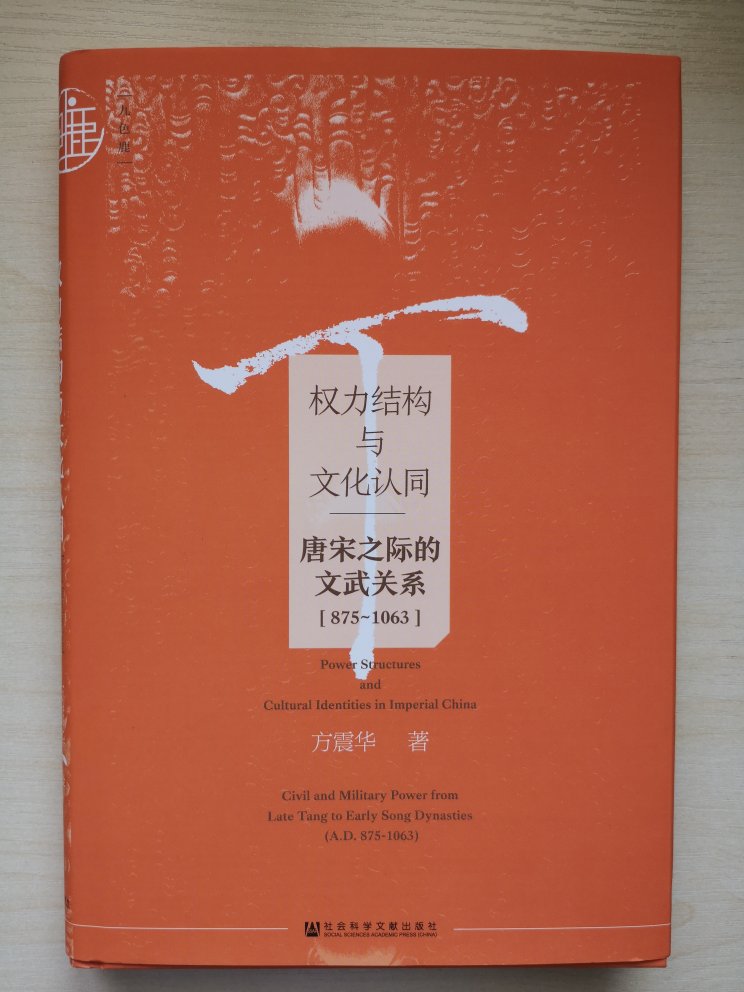 九色鹿
权力结构
与
文化认同
唐宋之际的
文武关系
[875~1063]
Power Structures
and
Cultural Identities in Imperial China
方震华 著
Civil and Military Power from
Late Tang to Early Song Dynasties
(A.D. 875-1063)
社会科学文献出版社
SOCIAL SCIENCES ACADEMIC PRESS (CHINA)